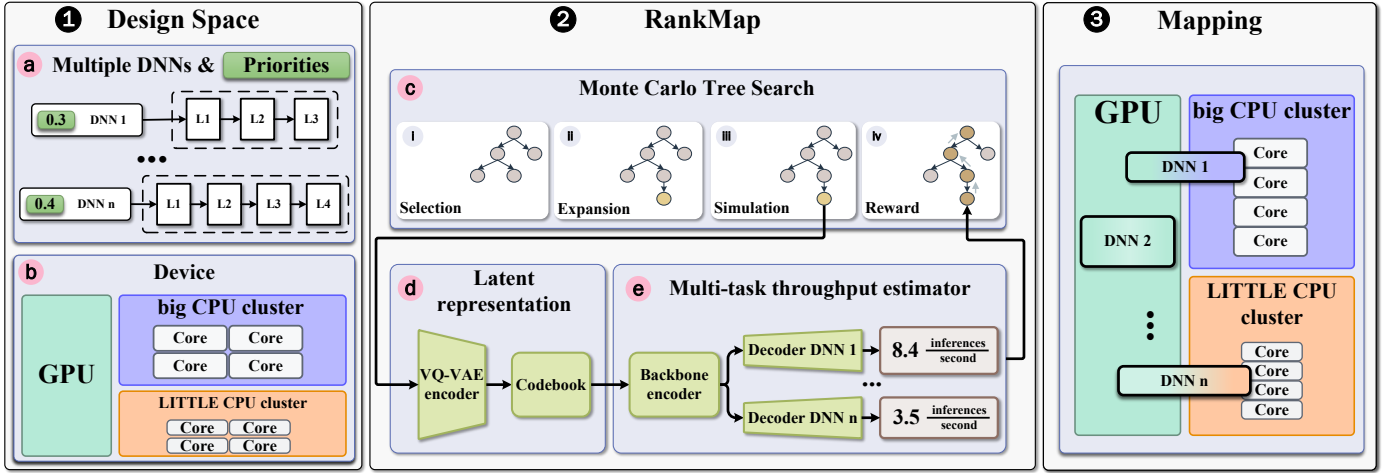 ❶ Design Space
a Multiple DNNs & Priorities
0.3 DNN 1 L1 L2 L3
•••
0.4 DNN n L1 L2 L3 L4
b Device
GPU
big CPU cluster
Core Core
Core Core
LITTLE CPU cluster
Core Core
Core Core
❷ RankMap
c Monte Carlo Tree Search
i
Selection
ii
Expansion
iii
Simulation
iv
Reward
d Latent
representation
VQ-VAE
encoder
Codebook
e Multi-task throughput estimator
Backbone
encoder
Decoder DNN 1
8.4 inferences
second
•••
Decoder DNN n
3.5 inferences
second
❸ Mapping
GPU
big CPU cluster
Core
Core
Core
Core
DNN 1
DNN 2
LITTLE CPU
cluster
Core
Core
Core
Core
DNN n